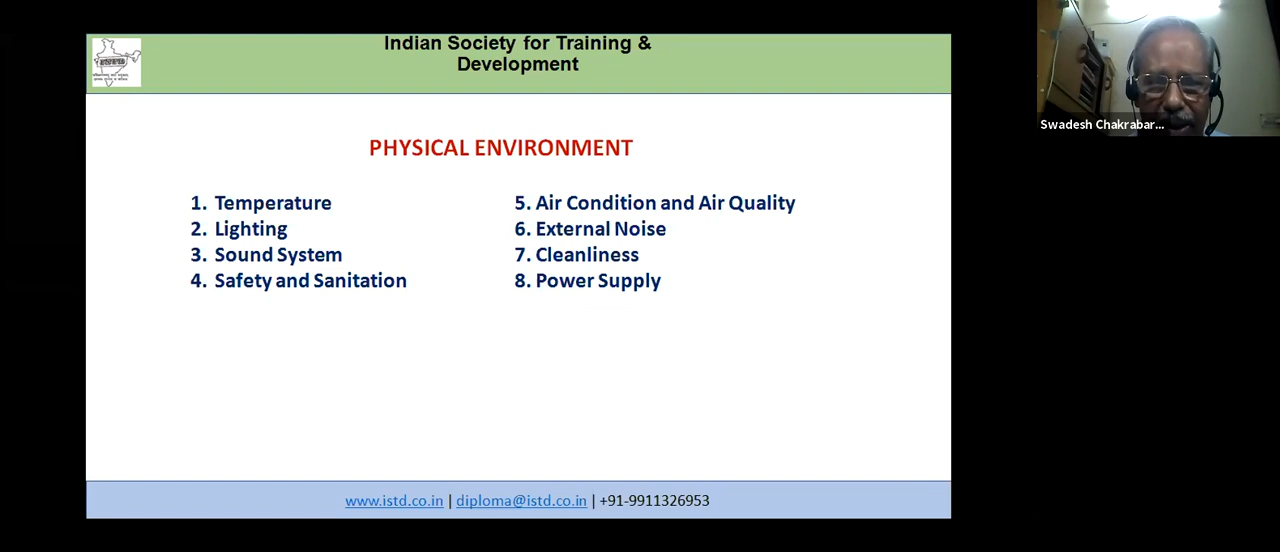 Indian Society for Training &
Development
ISTD
PHYSICAL ENVIRONMENT
1. Temperature
2. Lighting
3. Sound System
4. Safety and Sanitation
5. Air Condition and Air Quality
6. External Noise
7. Cleanliness
8. Power Supply
www.istd.co.in | diploma@istd.co.in | +91-9911326953
Swadesh Chakrabar...